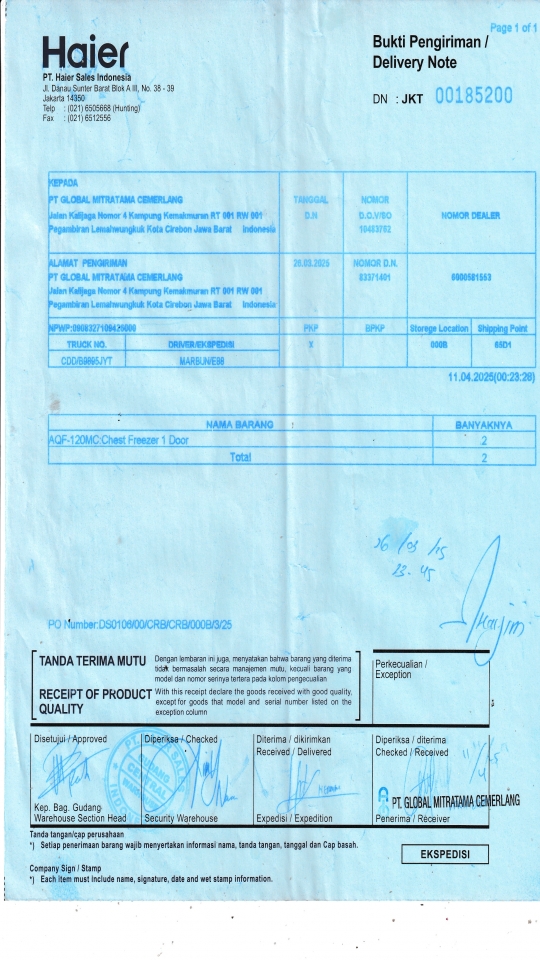 Page 1 of 1
Haier
Bukti Pengiriman /
Delivery Note
PT. Haier Sales Indonesia
Jl. Danau Sunter Barat Blok A III, No. 38 - 39
Jakarta 14350
Telp : (021) 6505668 (Hunting)
Fax : (021) 6512556
DN : JKT 00185200
KEPADA
PT GLOBAL MITRATAMA CEMERLANG
Jalan Kalijaga Nomor 4 Kampung Kemakmuran RT 001 RW 001
Pegambiran Lemahwungkuk Kota Cirebon Jawa Barat Indonesia
TANGGAL
D.N
NOMOR
D.O./SO
NOMOR DEALER
ALAMAT PENGIRIMAN
PT GLOBAL MITRATAMA CEMERLANG
Jalan Kalijaga Nomor 4 Kampung Kemakmuran RT 001 RW 001
Pegambiran Lemahwungkuk Kota Cirebon Jawa Barat Indonesia
26.03.2025
NOMOR D.N.
83371401
PKP BPKP Storege Location Shipping Point
TRUCK NO. DRIVER/EKSPEDISI X 000B 65D1
CDD/B9895JYT MARBUN/E98
11.04.2025(00:23:28)
NAMA BARANG BANYAKNYA
AQF-120MC:Chest Freezer 1 Door 2
Total 2
23-45
PO Number:DS0106/00/CRB/CRB/000B/3/25
TANDA TERIMA MUTU
Dengan lembaran ini juga, menyatakan bahwa barang yang diterima
tidak bermasalah secara manajemen mutu, kecuali barang yang
model dan nomor serinya tertera pada kolom pengecualian
RECEIPT OF PRODUCT
QUALITY
With this receipt declare the goods received with good quality,
except for goods that model and serial number listed on the
exception column
Perkecualian /
Exception
Disetujui / Approved
Diperiksa / Checked
Diterima / dikirimkan
Received / Delivered
Diperiksa / diterima
Checked / Received
PT. GLOBAL MITRATAMA CEMERLANG
Kep. Bag. Gudang
Warehouse Section Head
Security Warehouse
Expedisi / Expedition
Penerima / Receiver
Tanda tangan/cap perusahaan
*) Setiap penerimaan barang wajib menyertakan informasi nama, tanda tangan, tanggal dan Cap basah.
EKSPEDISI
Company Sign / Stamp
*) Each item must include name, signature, date and wet stamp information.